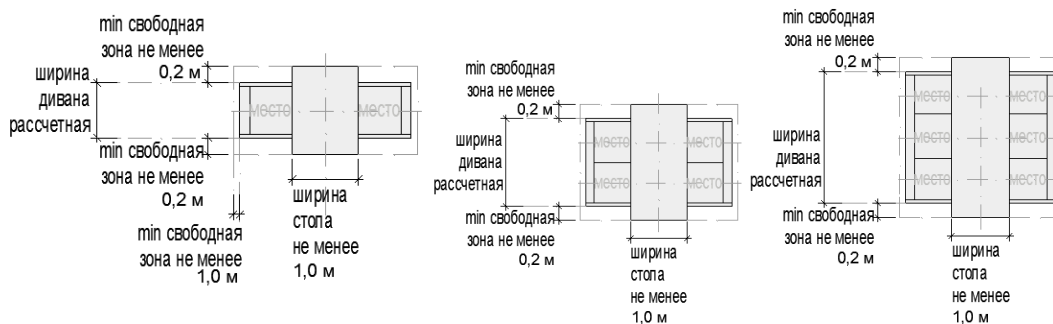 min свободная
зона не менее
0,2 м
ширина
дивана
рассчетная
место
место
min свободная
зона не менее
0,2 м
min свободная
зона не менее
1,0 м
ширина
стола
не менее
1,0 м
min свободная
зона не менее
0,2 м
ширина
дивана
рассчетная
место
место
место
место
min свободная
зона не менее
0,2 м
ширина
стола
не менее
1,0 м
min свободная
зона не менее
0,2 м
ширина
дивана
рассчетная
место
место
место
место
место
место
min свободная
зона не менее
0,2 м
ширина
стола
не менее
1,0 м